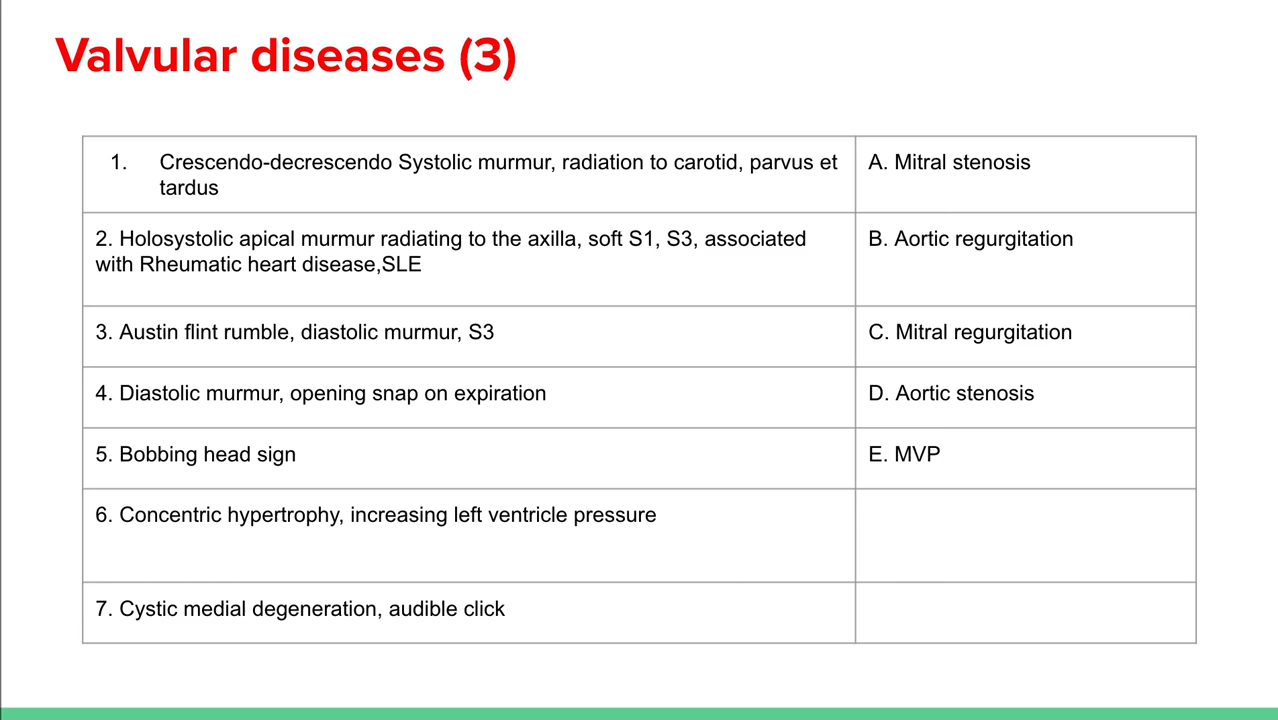 Valvular diseases (3)
1. Crescendo-decrescendo Systolic murmur, radiation to carotid, parvus et
tardus
A. Mitral stenosis
2. Holosystolic apical murmur radiating to the axilla, soft S1, S3, associated
with Rheumatic heart disease,SLE
B. Aortic regurgitation
3. Austin flint rumble, diastolic murmur, S3
C. Mitral regurgitation
4. Diastolic murmur, opening snap on expiration
D. Aortic stenosis
5. Bobbing head sign
E. MVP
6. Concentric hypertrophy, increasing left ventricle pressure
7. Cystic medial degeneration, audible click